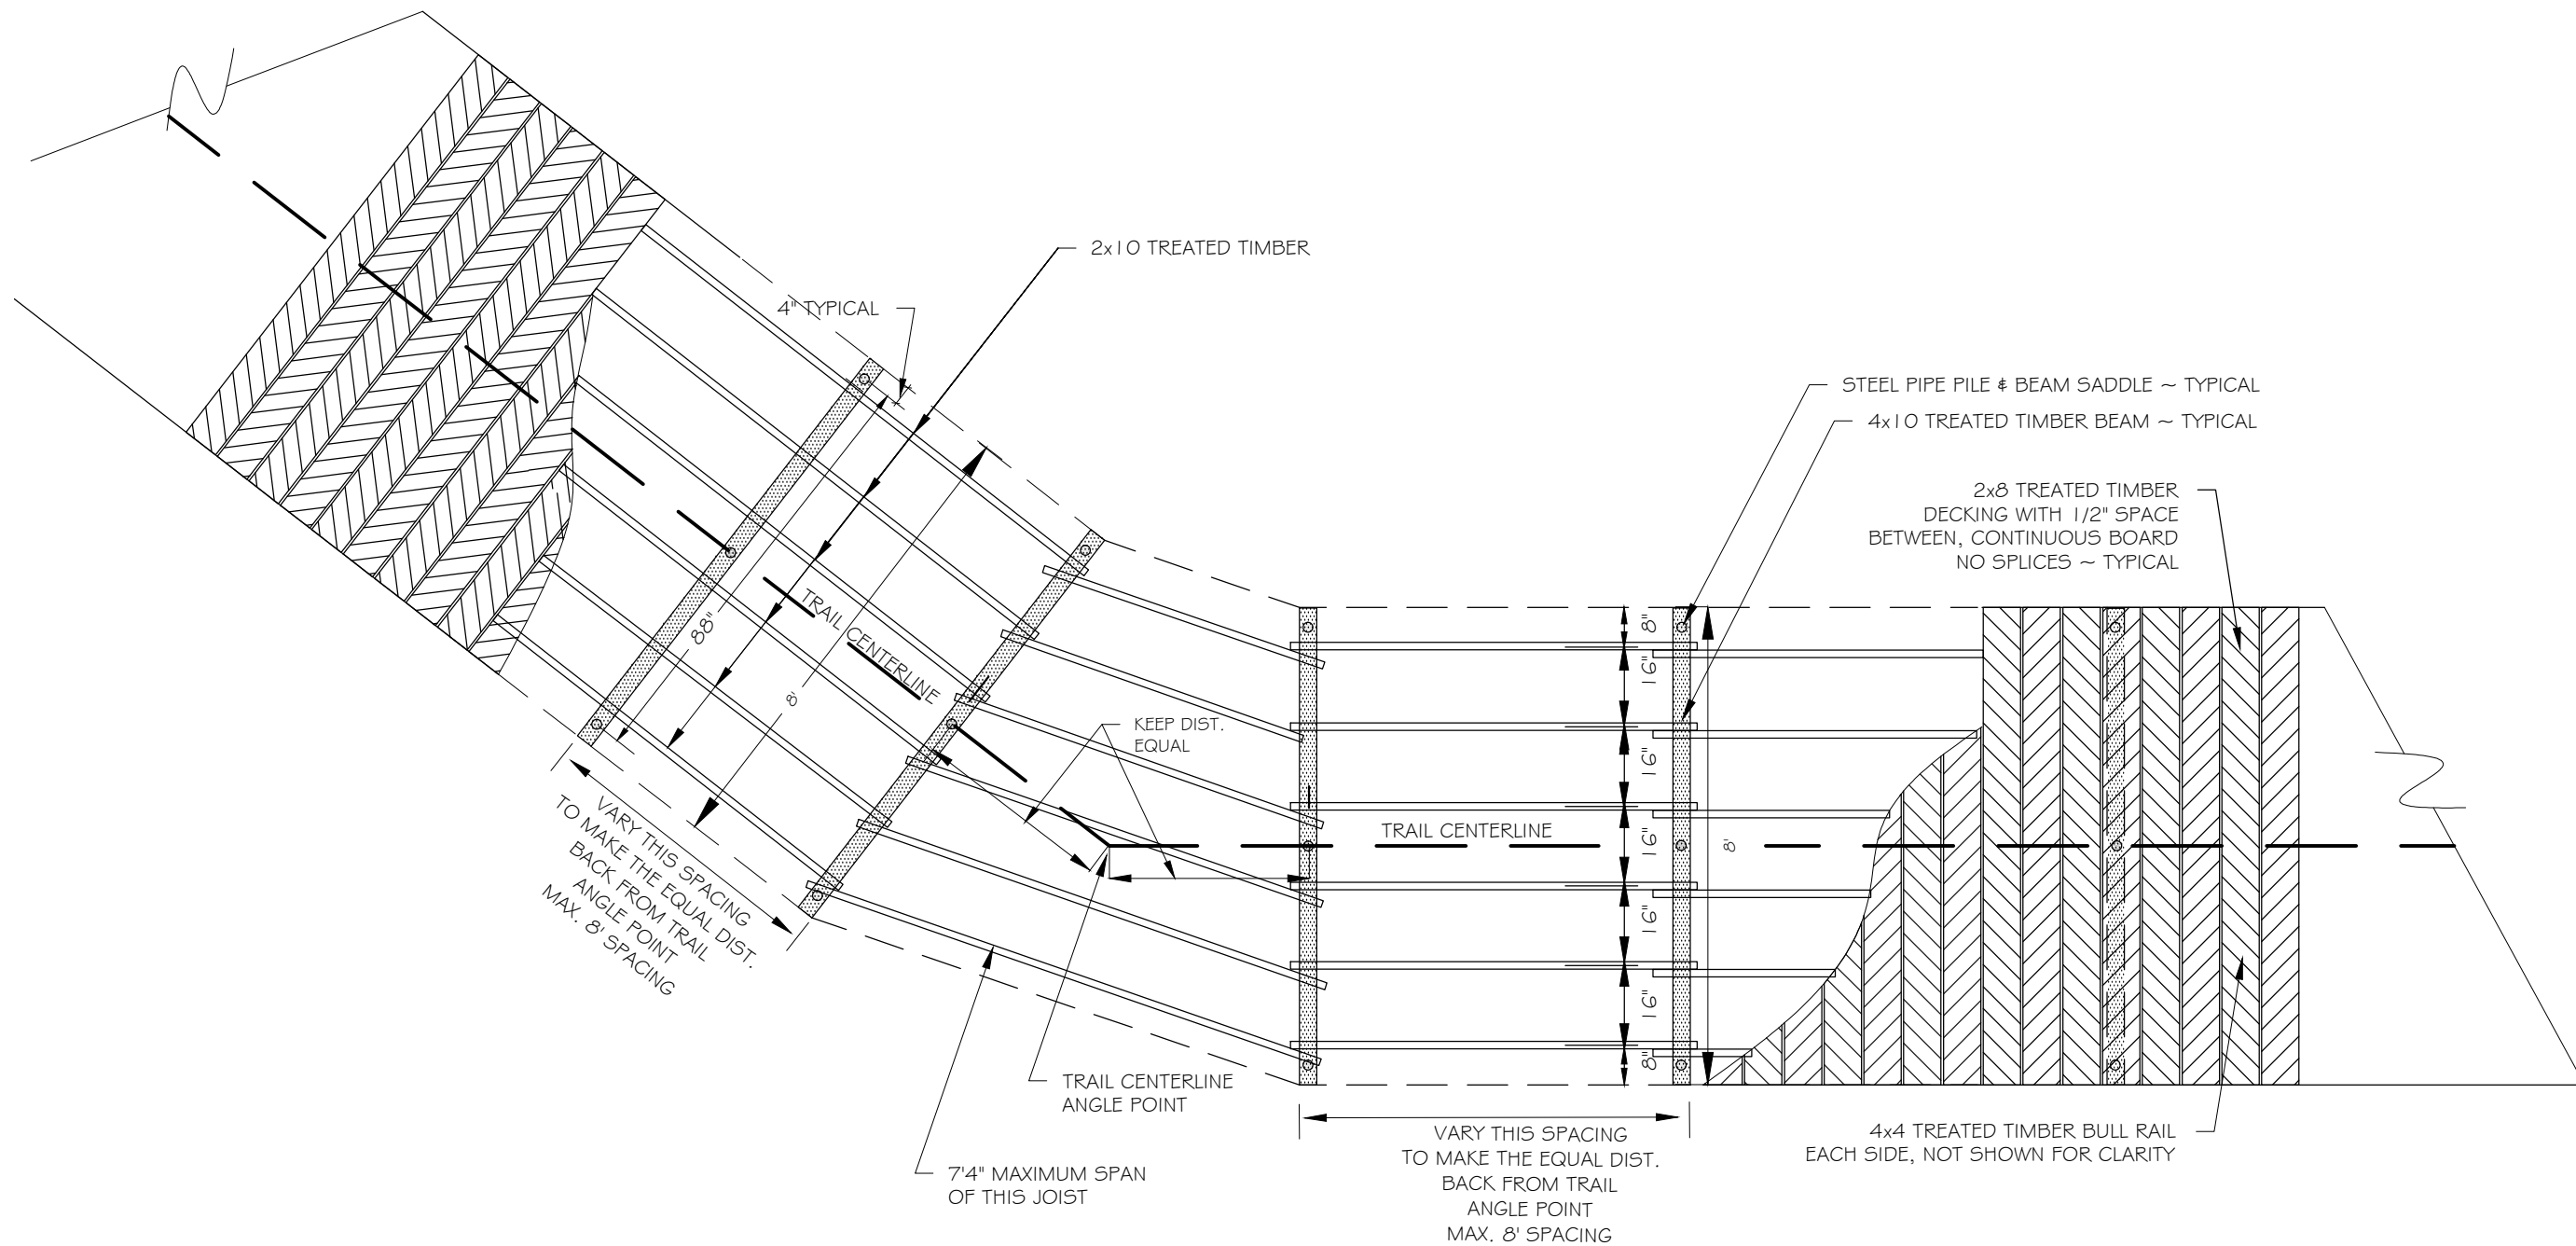 2x10 TREATED TIMBER
4" TYPICAL
STEEL PIPE PILE & BEAM SADDLE ~ TYPICAL
4x10 TREATED TIMBER BEAM ~ TYPICAL
2x8 TREATED TIMBER
DECKING WITH 1/2" SPACE
BETWEEN, CONTINUOUS BOARD
NO SPLICES ~ TYPICAL
88"
8'
TRAIL CENTERLINE
KEEP DIST.
EQUAL
8"
16"
16"
16"
16"
16"
8"
8'
TRAIL CENTERLINE
VARY THIS SPACING
TO MAKE THE EQUAL DIST.
BACK FROM TRAIL
ANGLE POINT
MAX. 8' SPACING
TRAIL CENTERLINE
ANGLE POINT
7'4" MAXIMUM SPAN
OF THIS JOIST
VARY THIS SPACING
TO MAKE THE EQUAL DIST.
BACK FROM TRAIL
ANGLE POINT
MAX. 8' SPACING
4x4 TREATED TIMBER BULL RAIL
EACH SIDE, NOT SHOWN FOR CLARITY